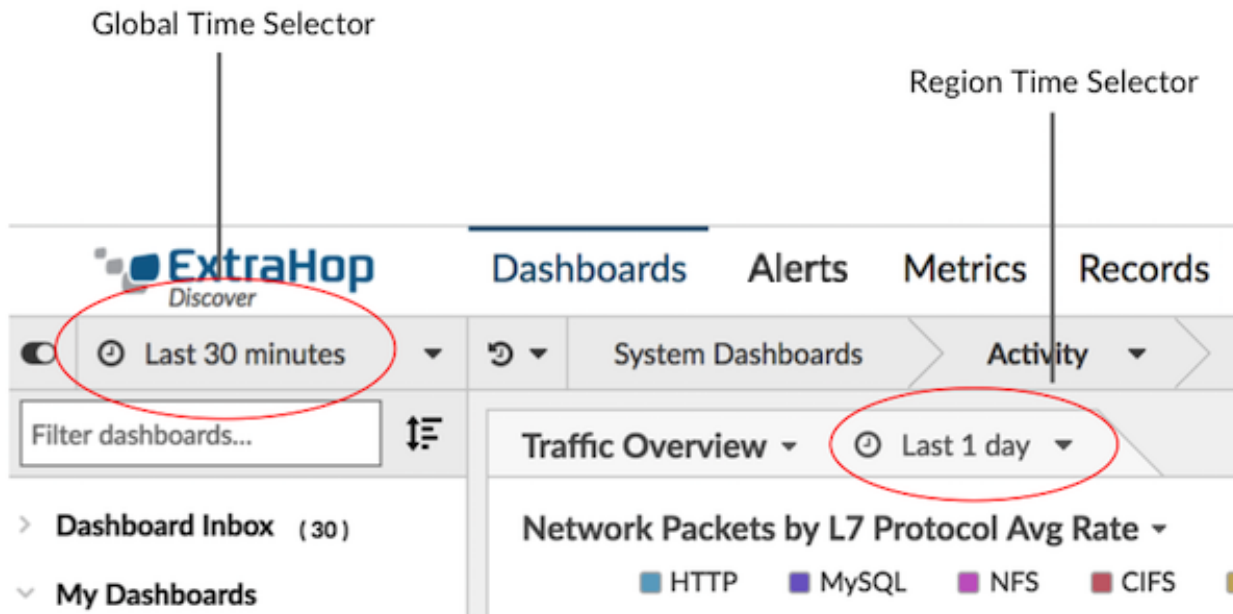 Global Time Selector
Region Time Selector
ExtraHop
Discover
Dashboards Alerts Metrics Records
Last 30 minutes
System Dashboards Activity
Filter dashboards...
Traffic Overview Last 1 day
Dashboard Inbox (30)
Network Packets by L7 Protocol Avg Rate
HTTP MySQL NFS CIFS
My Dashboards